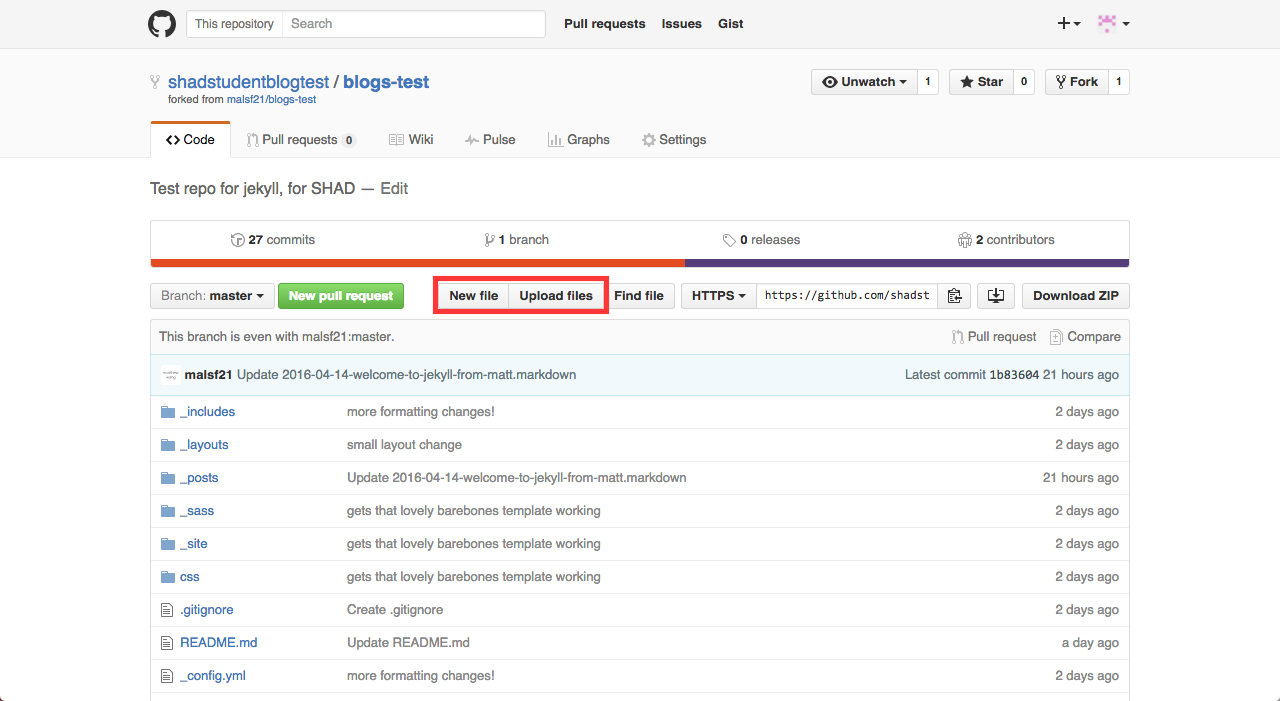 This repository Search Pull requests Issues Gist
shadstudentblogtest / blogs-test Unwatch 1 Star 0 Fork 1
forked from malsf21/blogs-test
Code Pull requests 0 Wiki Pulse Graphs Settings
Test repo for jekyll, for SHAD — Edit
27 commits 1 branch 0 releases 2 contributors
Branch: master New pull request New file Upload files Find file HTTPS https://github.com/shadst Download ZIP
This branch is even with malsf21:master. Pull request Compare
malsf21 Update 2016-04-14-welcome-to-jekyll-from-matt.markdown Latest commit 1b83604 21 hours ago
_includes more formatting changes! 2 days ago
_layouts small layout change 2 days ago
_posts Update 2016-04-14-welcome-to-jekyll-from-matt.markdown 21 hours ago
_sass gets that lovely barebones template working 2 days ago
_site gets that lovely barebones template working 2 days ago
css gets that lovely barebones template working 2 days ago
.gitignore Create .gitignore 2 days ago
README.md Update README.md a day ago
_config.yml more formatting changes! 2 days ago